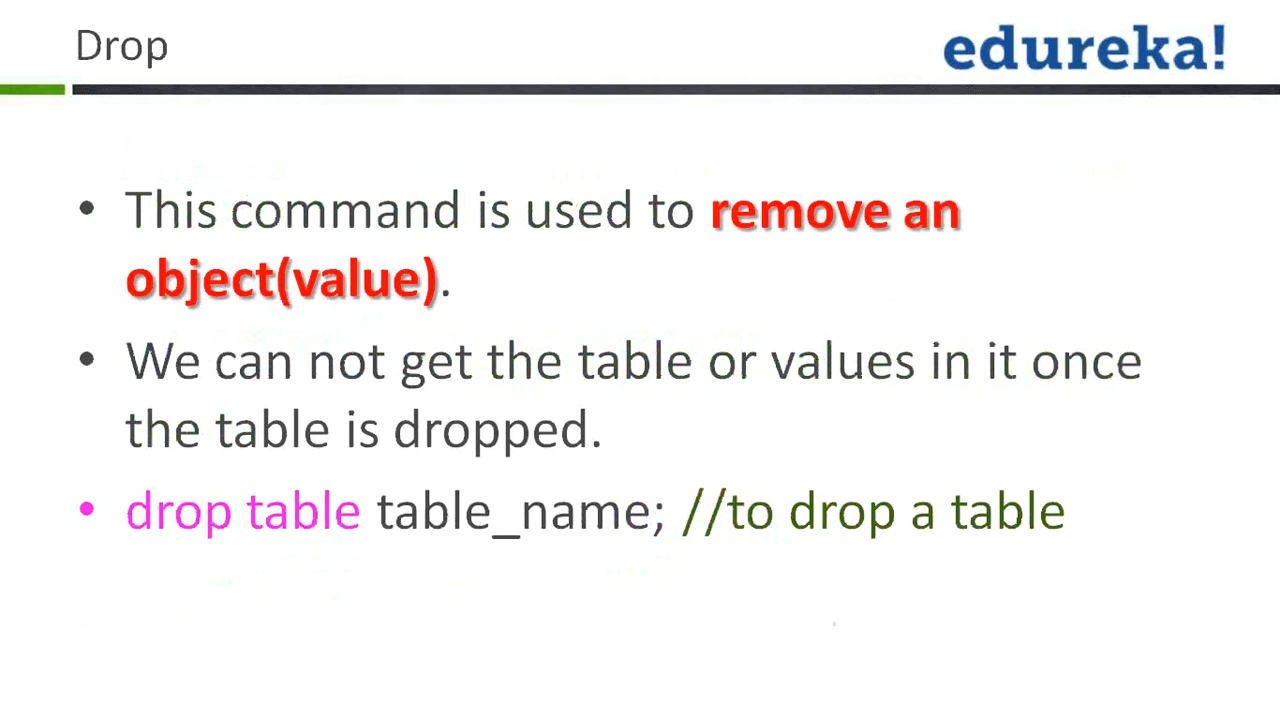 Drop
edureka!
• This command is used to remove an
object(value).
• We can not get the table or values in it once
the table is dropped.
• drop table table_name; //to drop a table